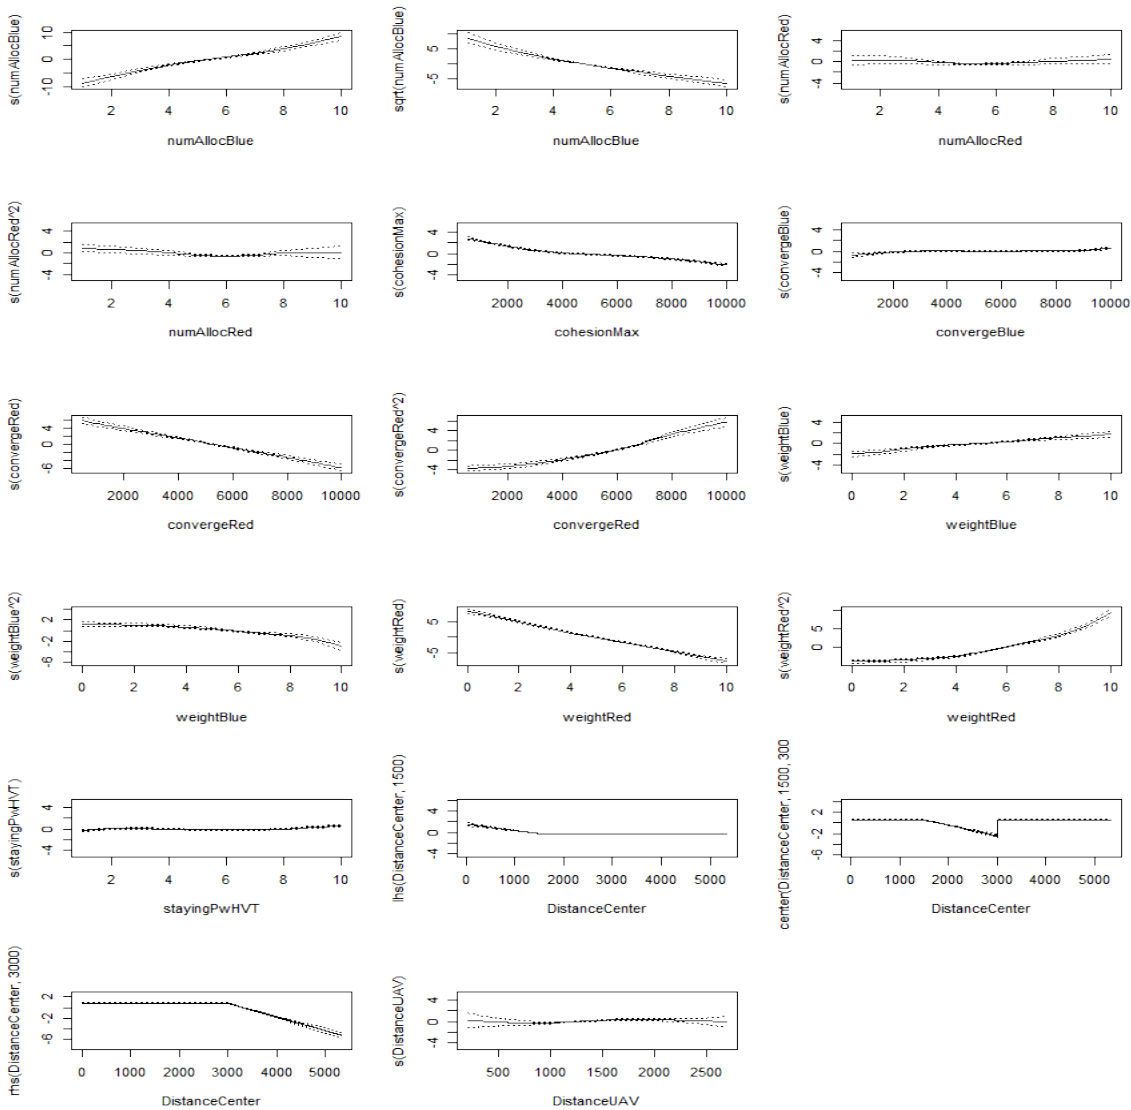 s(numAllocBlue)
-10 0 10
2 4 6 8 10
numAllocBlue
sqrt(numAllocBlue)
-5 5
2 4 6 8 10
numAllocBlue
s(numAllocRed)
-4 0 4
2 4 6 8 10
numAllocRed
s(numAllocRed^2)
-4 0 4
2 4 6 8 10
numAllocRed
s(cohesionMax)
-4 0 4
2000 4000 6000 8000 10000
cohesionMax
s(convergeBlue)
-4 0 4
2000 4000 6000 8000 10000
convergeBlue
s(convergeRed)
-6 0 4
2000 4000 6000 8000 10000
convergeRed
s(convergeRed^2)
-4 0 4
2000 4000 6000 8000 10000
convergeRed
s(weightBlue)
-4 0 4
0 2 4 6 8 10
weightBlue
s(weightBlue^2)
-6 -2 2
0 2 4 6 8 10
weightBlue
s(weightRed)
-5 5
0 2 4 6 8 10
weightRed
s(weightRed^2)
0 5
0 2 4 6 8 10
weightRed
s(stayingPwHVT)
-4 0 4
2 4 6 8 10
stayingPwHVT
lhs(DistanceCenter, 1500)
-4 0 4
0 1000 2000 3000 4000 5000
DistanceCenter
center(DistanceCenter, 1500, 300
-6 -2 2
0 1000 2000 3000 4000 5000
DistanceCenter
rhs(DistanceCenter, 3000)
-6 -2 2
0 1000 2000 3000 4000 5000
DistanceCenter
s(DistanceUAV)
-4 0 4
500 1000 1500 2000 2500
DistanceUAV